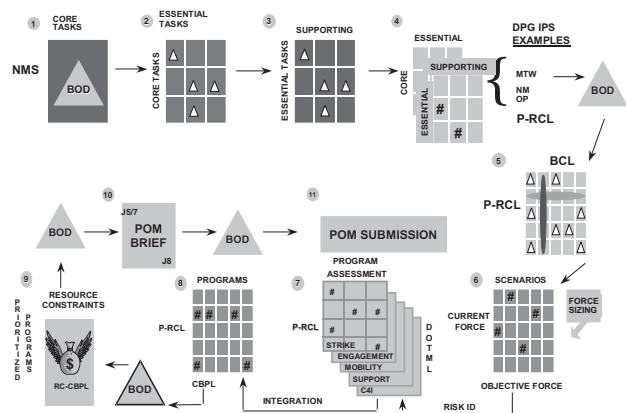 1
CORE
TASKS
NMS
BOD
2
ESSENTIAL
TASKS
CORE TASKS
3
SUPPORTING
ESSENTIAL TASKS
4
ESSENTIAL
CORE
SUPPORTING
ESSENTIAL
#
#
DPG IPS
EXAMPLES
MTW
NM
OP
P-RCL
BOD
5
BCL
P-RCL
10
BOD
J5/7
POM
BRIEF
J8
BOD
11
POM SUBMISSION
9
RESOURCE
CONSTRAINTS
PRIORITIZED
PROGRAMS
$
RC-CBPL
BOD
8
PROGRAMS
P-RCL
# # #
# #
CBPL
7
PROGRAM
ASSESSMENT
P-RCL
#
# #
#
STRIKE #
ENGAGEMENT
MOBILITY
SUPPORT
C4I
DOTML
INTEGRATION
6
SCENARIOS
CURRENT
FORCE
#
#
#
#
FORCE
SIZING
OBJECTIVE FORCE
RISK ID